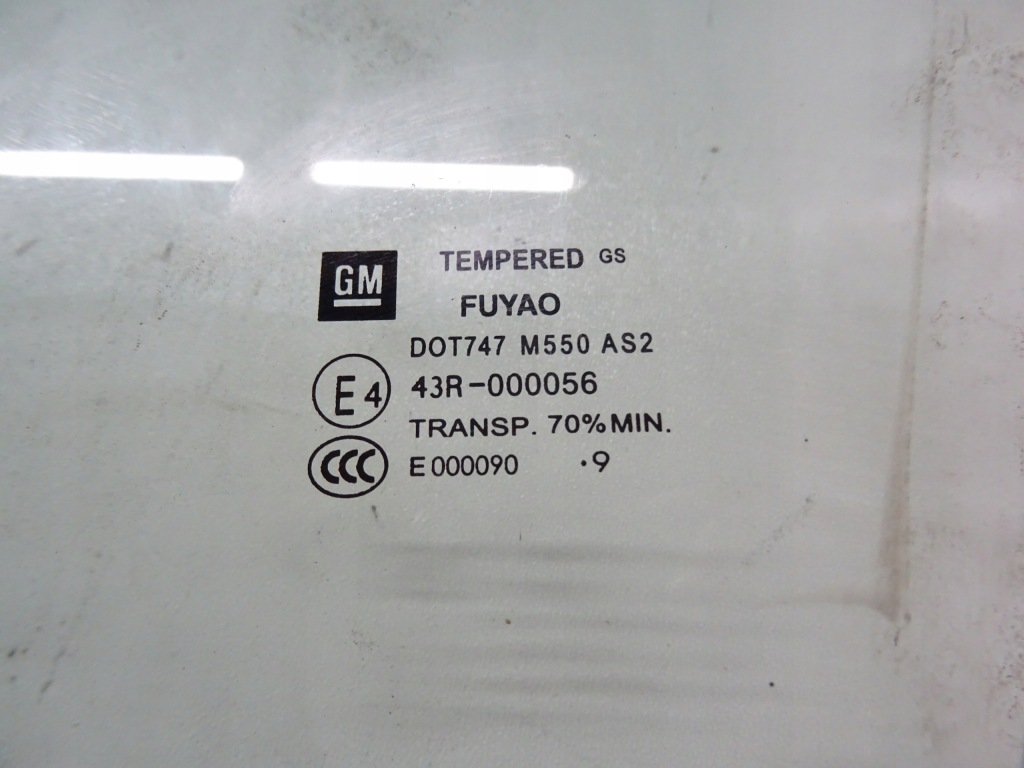 GM TEMPERED GS
FUYAO
DOT747 M550 AS2
E4 43R-000056
TRANSP. 70% MIN.
CCC E000090 .9